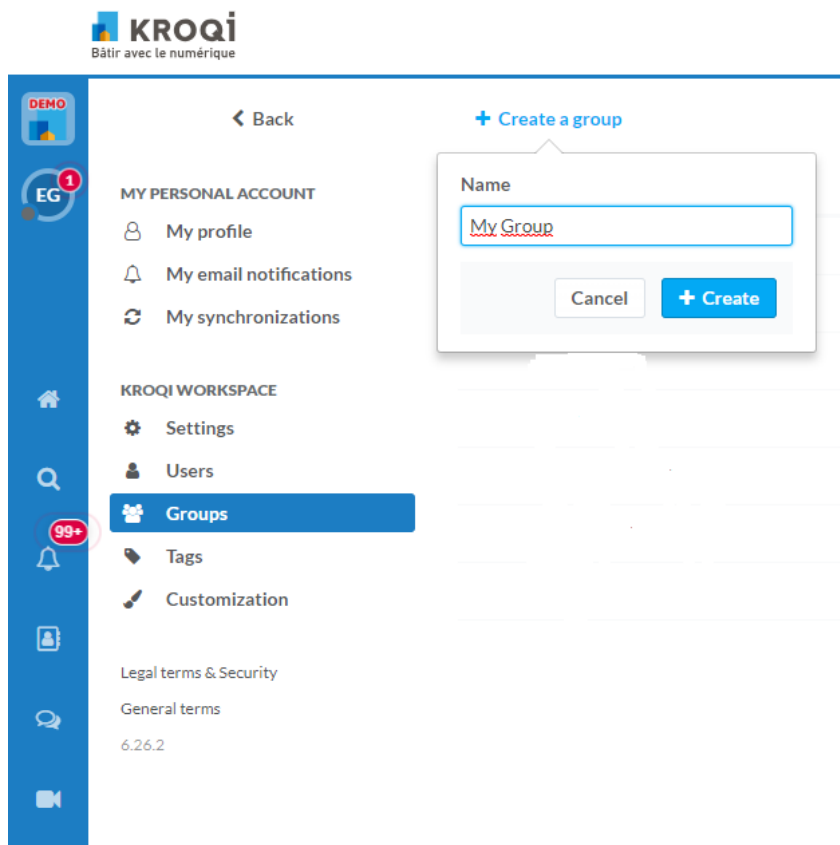 KROQI
Bâtir avec le numérique
DEMO
EG
1
99+
Back
MY PERSONAL ACCOUNT
My profile
My email notifications
My synchronizations
KROQI WORKSPACE
Settings
Users
Groups
Tags
Customization
Legal terms & Security
General terms
6.26.2
+ Create a group
Name
My Group
Cancel
+ Create